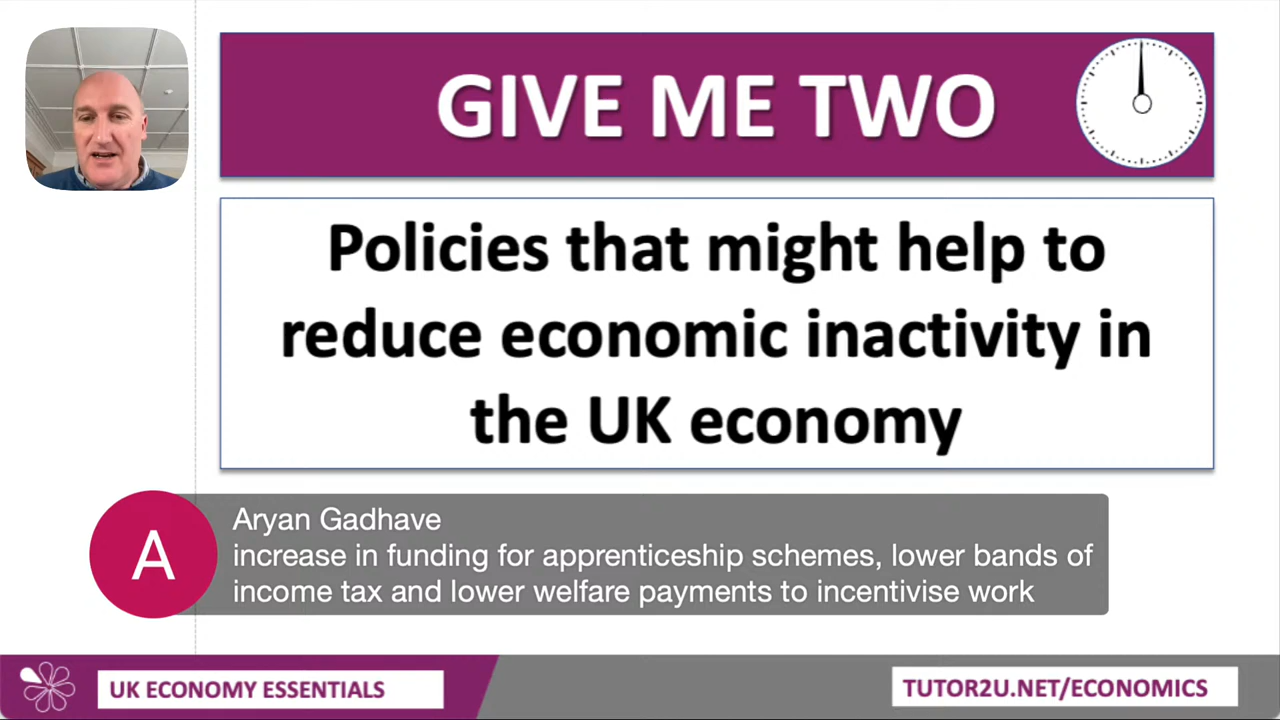 GIVE ME TWO
Policies that might help to
reduce economic inactivity in
the UK economy
A
Aryan Gadhave
increase in funding for apprenticeship schemes, lower bands of
income tax and lower welfare payments to incentivise work
UK ECONOMY ESSENTIALS
TUTOR2U.NET/ECONOMICS